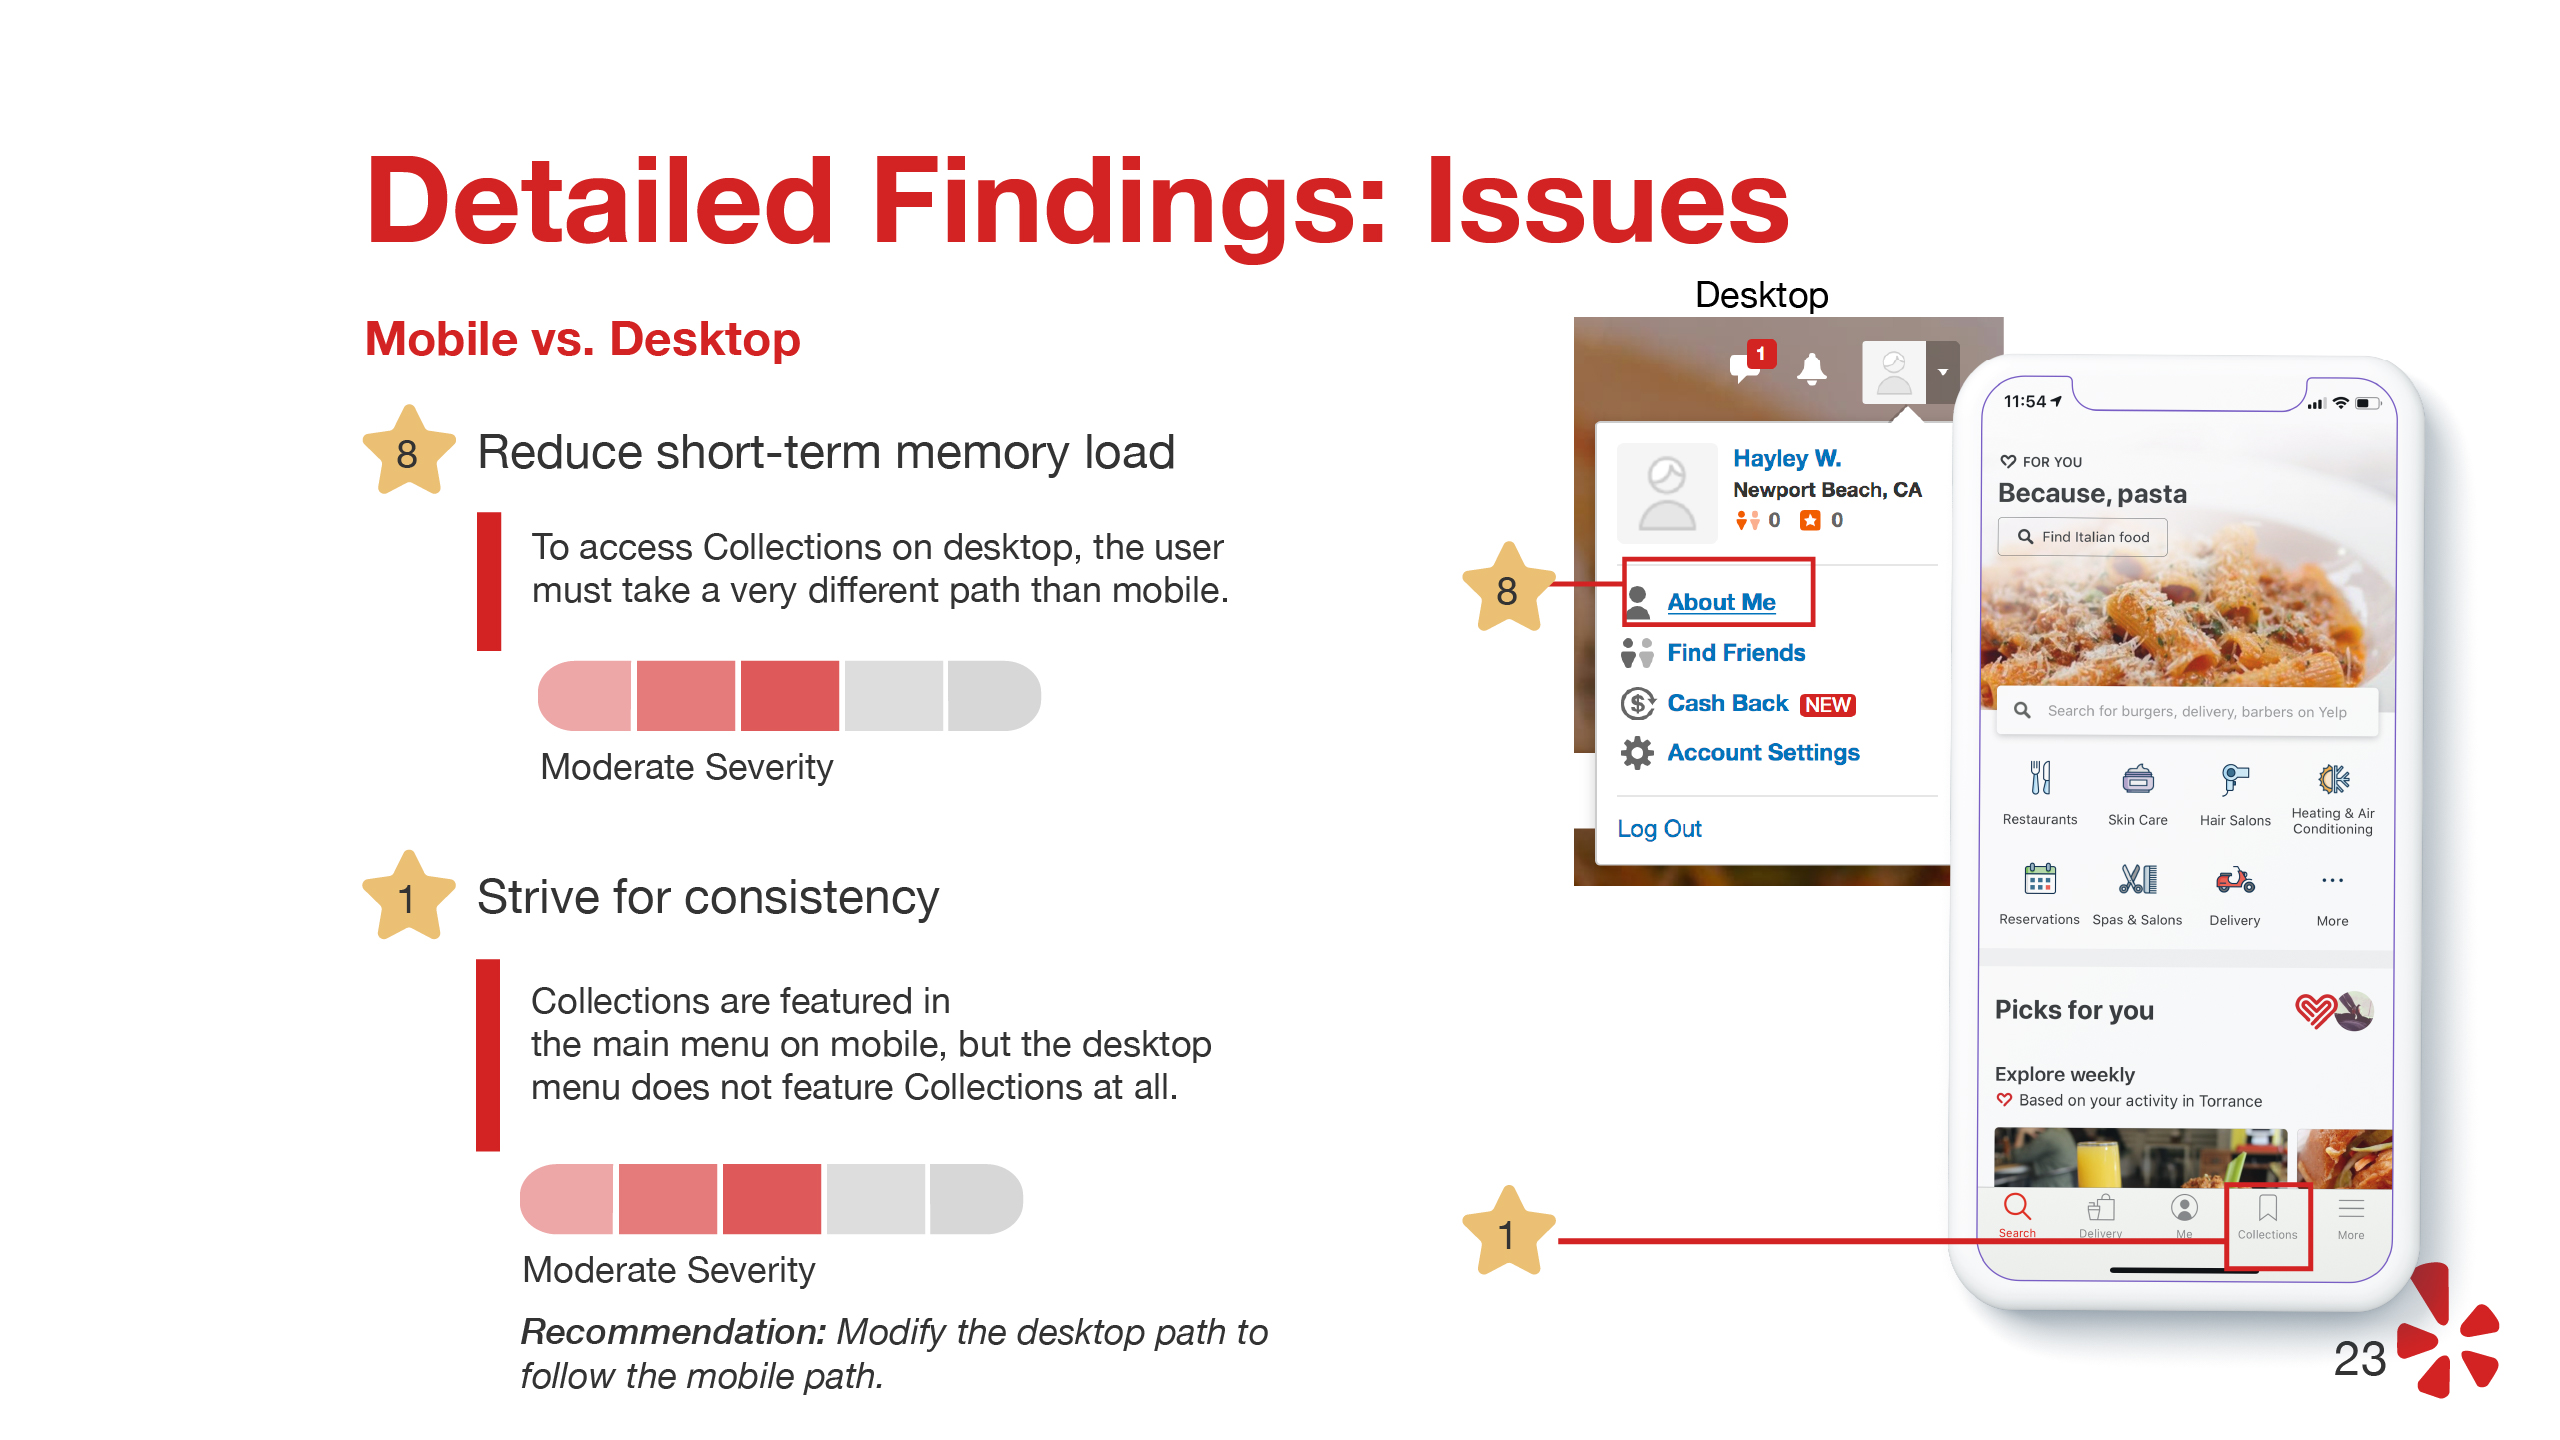 Detailed Findings: Issues
Mobile vs. Desktop
8
Reduce short-term memory load
To access Collections on desktop, the user
must take a very different path than mobile.
Moderate Severity
1
Strive for consistency
Collections are featured in
the main menu on mobile, but the desktop
menu does not feature Collections at all.
Moderate Severity
Recommendation: Modify the desktop path to
follow the mobile path.
Desktop
1
Hayley W.
Newport Beach, CA
0 0
8
About Me
Find Friends
Cash Back NEW
Account Settings
Log Out
11:54
FOR YOU
Because, pasta
Find Italian food
Search for burgers, delivery, barbers on Yelp
Restaurants Skin Care Hair Salons Heating & Air
Conditioning
Reservations Spas & Salons Delivery More
Picks for you
Explore weekly
Based on your activity in Torrance
1
Search Delivery Me Collections More
23